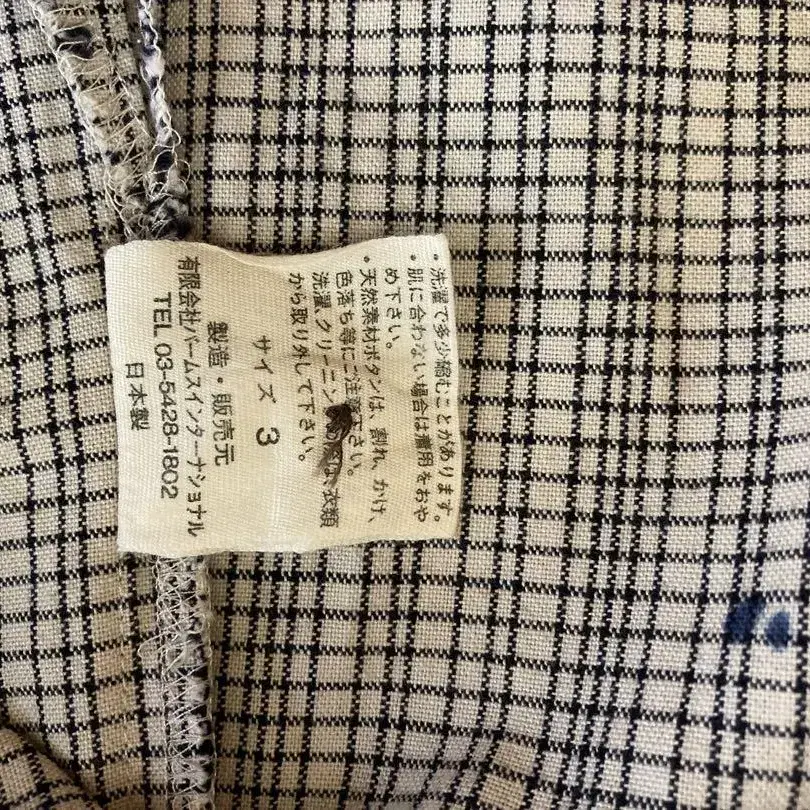 ・洗濯で多少縮むことがあります。
・肌に合わない場合は着用をおや
め下さい。
・天然素材ボタンは、割れ、かけ、
色落ち等にご注意下さい。
洗濯、クリーニン は、衣類
から取り外して下さい。
サイズ 3
製造・販売元
有限会社パームスインターナショナル
TEL 03-5428-1802
日本製